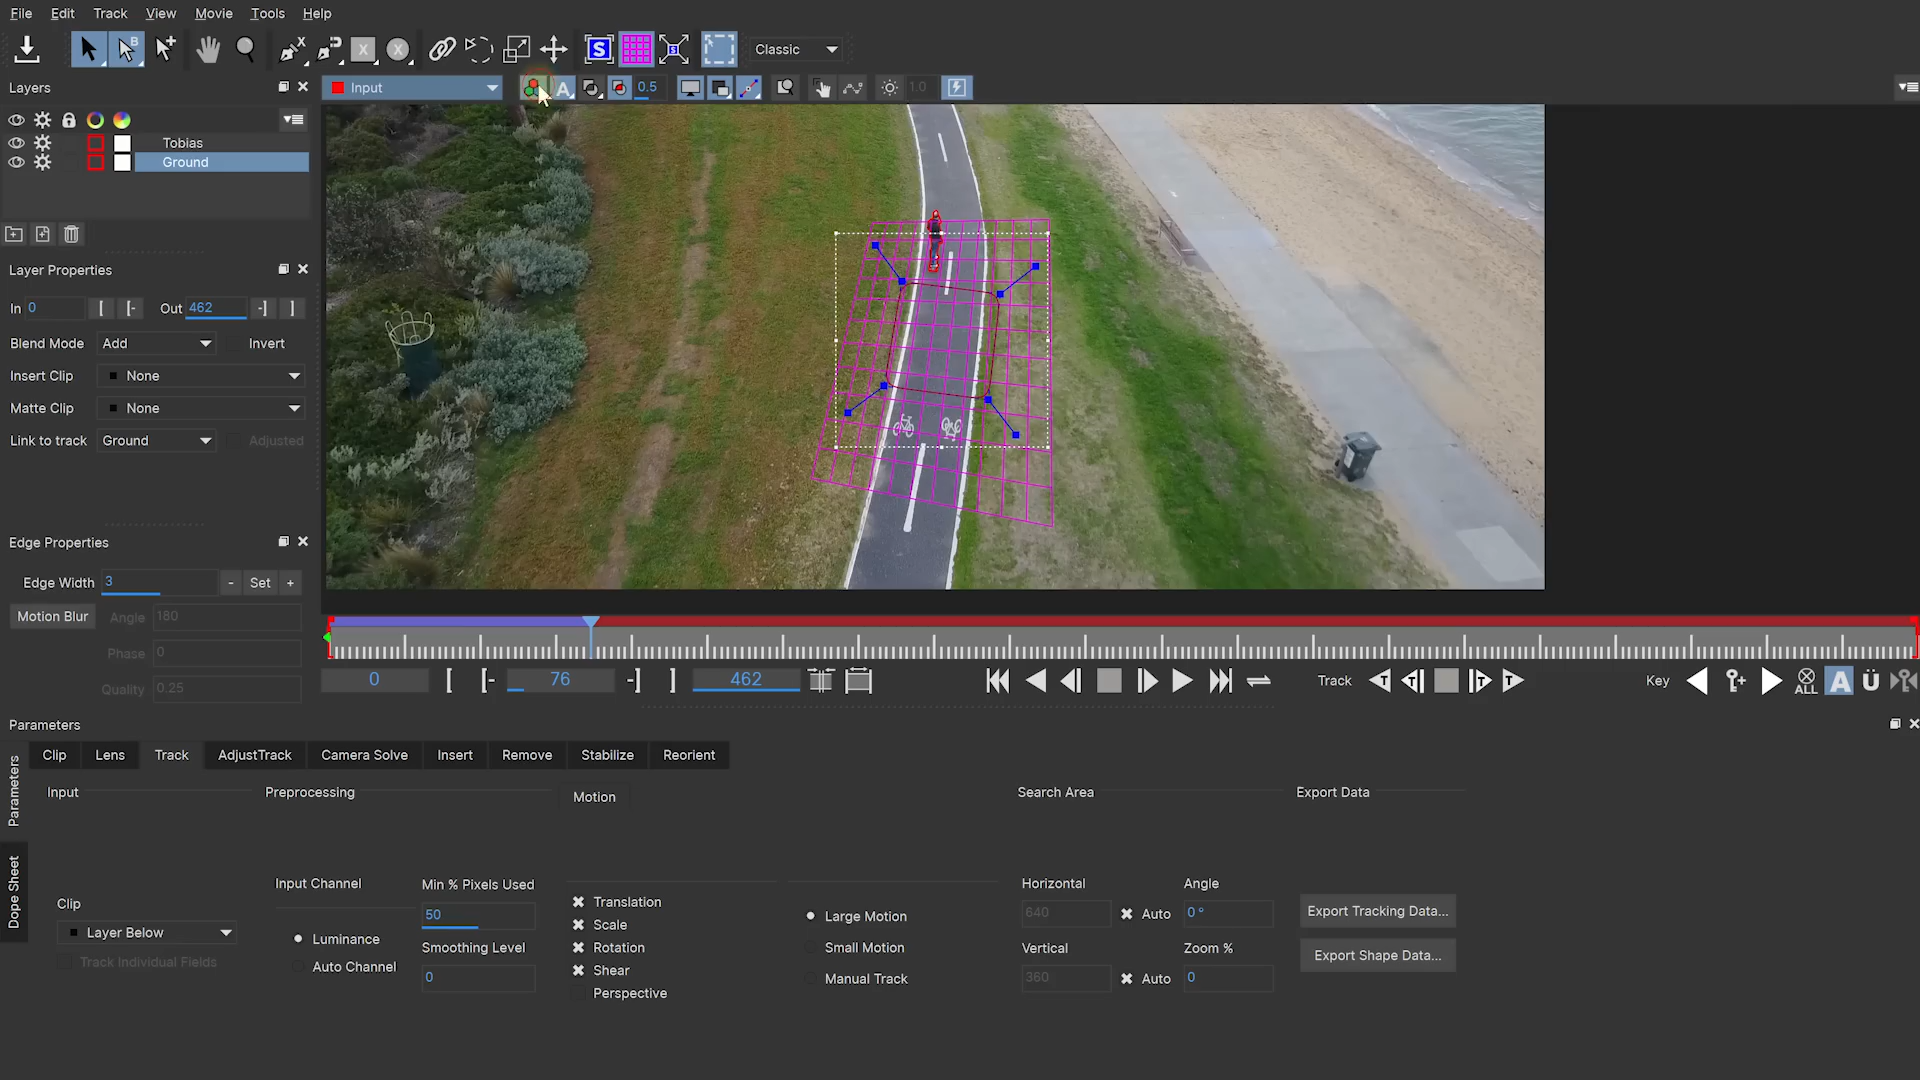 File Edit Track View Movie Tools Help
Classic
Layers
Input
A
0.5
1.0
Tobias
Ground
Layer Properties
In 0 [ [- Out 462 -] ]
Blend Mode Add Invert
Insert Clip None
Matte Clip None
Link to track Ground Adjusted
Edge Properties
Edge Width 3 - Set +
Motion Blur Angle 180
Phase 0
Quality 0.25
0 [ [- 76 -] ] 462
Track
Key ALL A Ü
Parameters
Clip Lens Track AdjustTrack Camera Solve Insert Remove Stabilize Reorient
Parameters
Dope Sheet
Input Preprocessing Motion Search Area Export Data
Input Channel Min % Pixels Used Horizontal Angle
Clip 50 Translation Large Motion 640 Auto 0 ° Export Tracking Data...
Layer Below Luminance Smoothing Level Scale Small Motion Vertical Zoom % Export Shape Data...
Track Individual Fields Auto Channel 0 Rotation Manual Track 360 Auto 0
Shear
Perspective